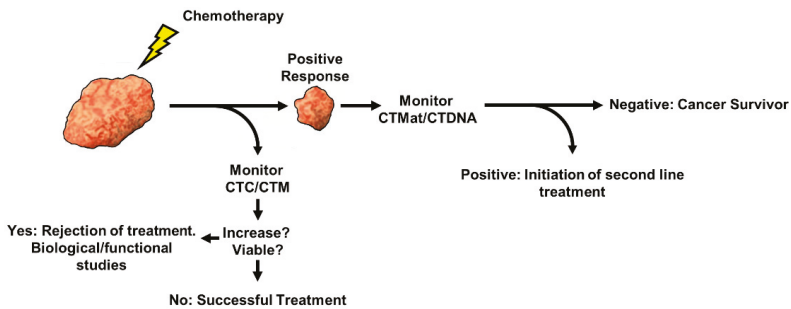 Chemotherapy
Positive
Response
Monitor
CTMat/CTDNA
Negative: Cancer Survivor
Positive: Initiation of second line
treatment
Monitor
CTC/CTM
Increase?
Viable?
Yes: Rejection of treatment.
Biological/functional
studies
No: Successful Treatment